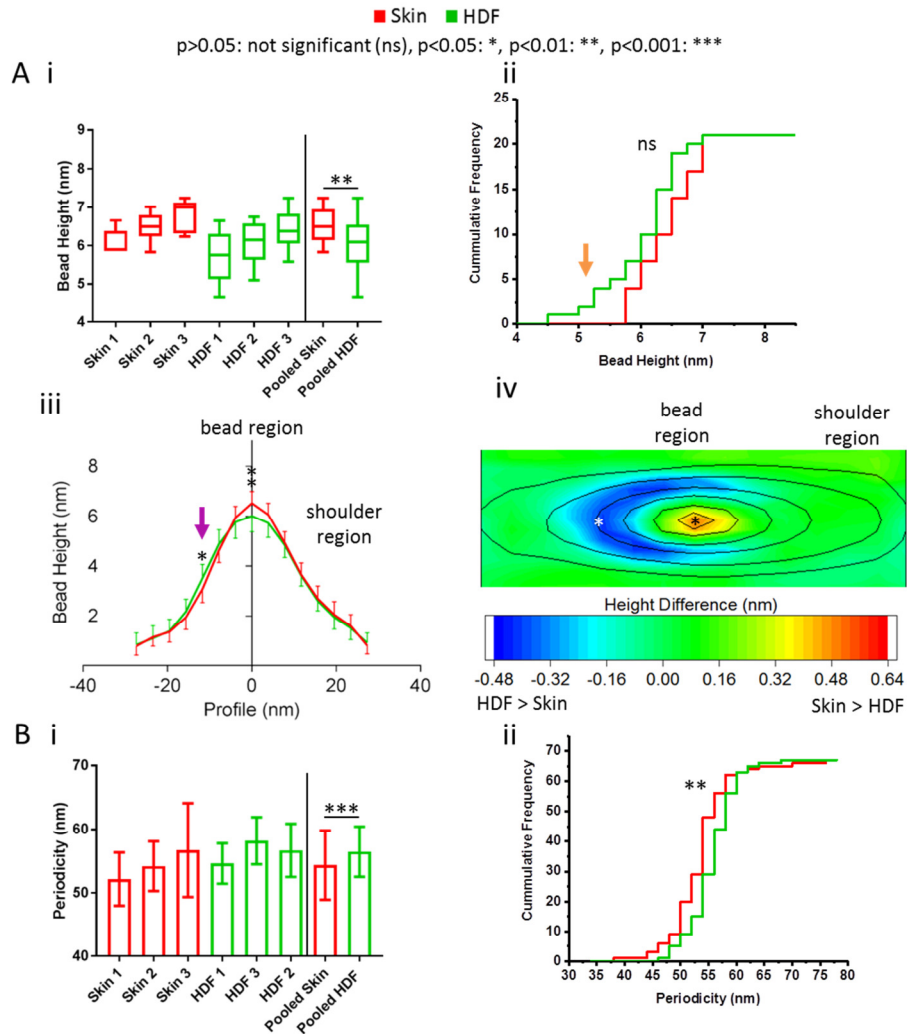 Skin HDF
p>0.05: not significant (ns), p<0.05: *, p<0.01: **, p<0.001: ***
A i
9
8
7
6
5
4
Bead Height (nm)
**
Skin 1
Skin 2
Skin 3
HDF 1
HDF 2
HDF 3
Pooled Skin
Pooled HDF
ii
25
20
15
10
5
0
Cummulative Frequency
ns
4 5 6 7 8
Bead Height (nm)
iii
bead region
8
6
4
2
Bead Height (nm)
*
**
shoulder
region
-40 -20 0 20 40
Profile (nm)
iv
bead
region
shoulder
region
* *
Height Difference (nm)
-0.48 -0.32 -0.16 0.00 0.16 0.32 0.48 0.64
HDF > Skin Skin > HDF
B i
70
60
50
40
Periodicity (nm)
***
Skin 1
Skin 2
Skin 3
HDF 1
HDF 3
HDF 2
Pooled Skin
Pooled HDF
ii
70
60
50
40
30
20
10
0
Cummulative Frequency
**
30 35 40 45 50 55 60 65 70 75 80
Periodicity (nm)